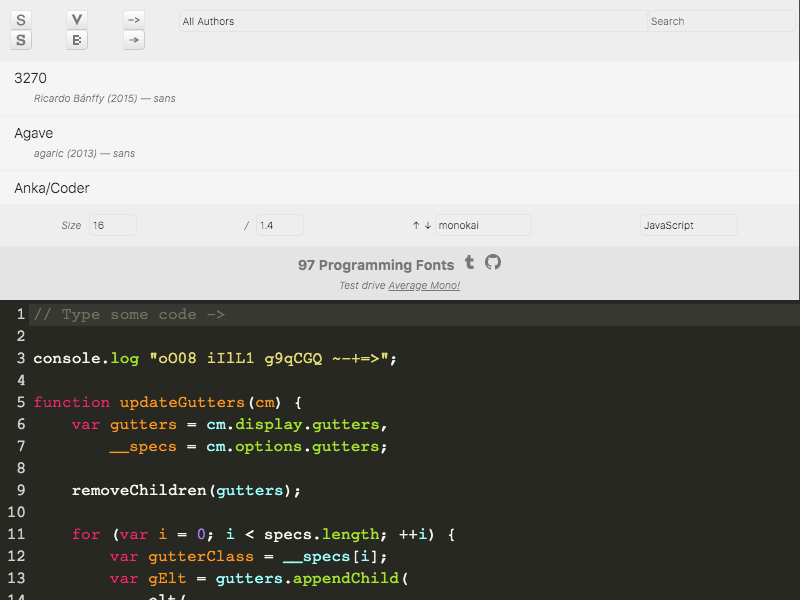 S V ->
All Authors Search
S B →
3270
Ricardo Bánffy (2015) — sans
Agave
agaric (2013) — sans
Anka/Coder
Size 16 / 1.4 ↑ ↓ monokai JavaScript
97 Programming Fonts t
Test drive Average Mono!
1 // Type some code ->
2
3 console.log "oO08 iIlL1 g9qCGQ ~-+=>";
4
5 function updateGutters(cm) {
6 var gutters = cm.display.gutters,
7 __specs = cm.options.gutters;
8
9 removeChildren(gutters);
10
11 for (var i = 0; i < specs.length; ++i) {
12 var gutterClass = __specs[i];
13 var gElt = gutters.appendChild(
14 elt(